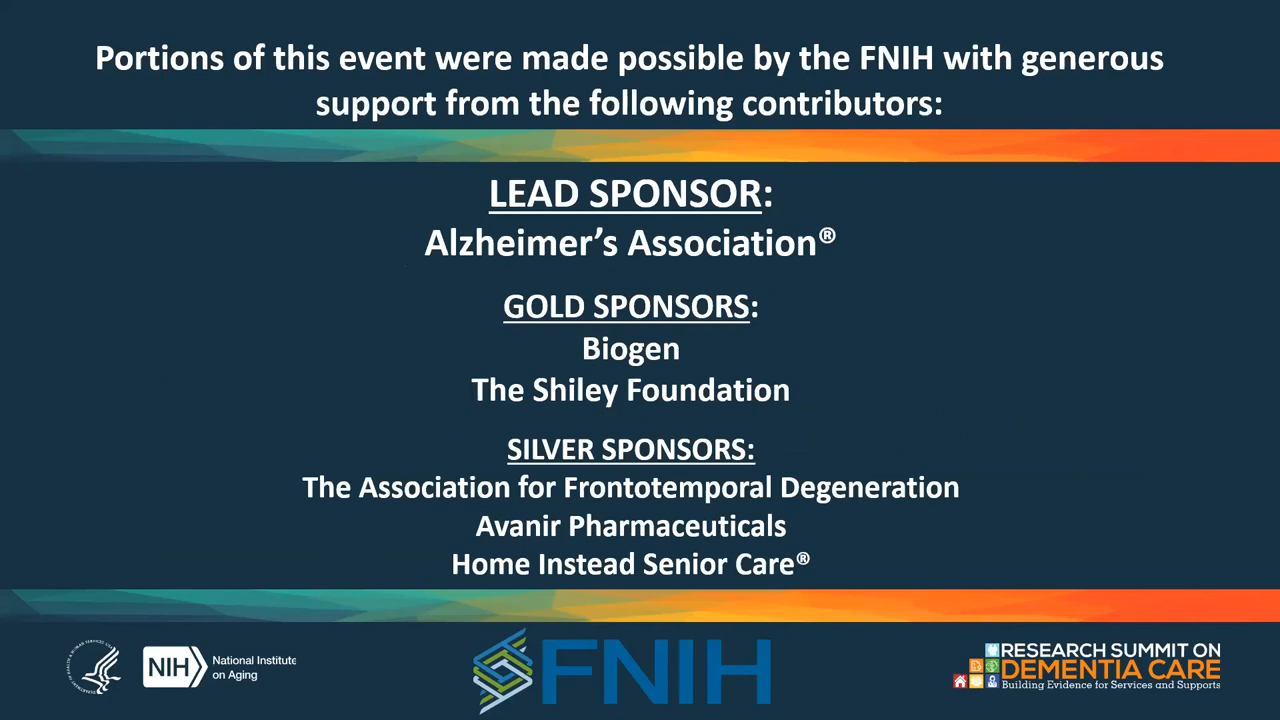 Portions of this event were made possible by the FNIH with generous
support from the following contributors:
LEAD SPONSOR:
Alzheimer’s Association®
GOLD SPONSORS:
Biogen
The Shiley Foundation
SILVER SPONSORS:
The Association for Frontotemporal Degeneration
Avanir Pharmaceuticals
Home Instead Senior Care®
NIH
National Institute
on Aging
FNIH
RESEARCH SUMMIT ON
DEMENTIA CARE
Building Evidence for Services and Supports